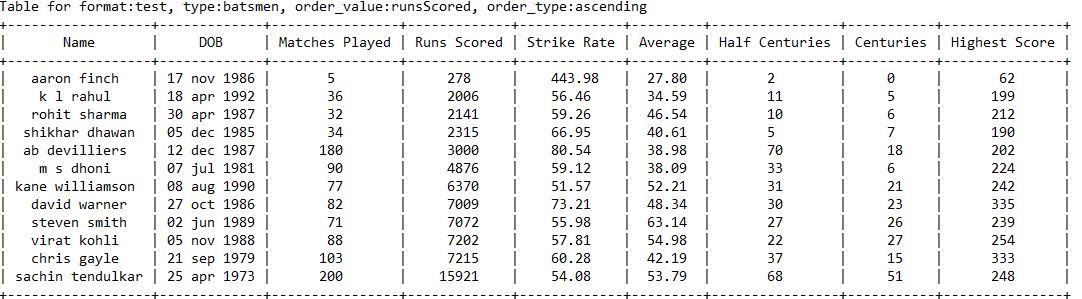 Table for format:test, type:batsmen, order_value:runsScored, order_type:ascending
+--------------------+---------------+------------------+---------------+---------------+-----------+------------------+------------+-----------------+
| Name | DOB | Matches Played | Runs Scored | Strike Rate | Average | Half Centuries | Centuries | Highest Score |
+--------------------+---------------+------------------+---------------+---------------+-----------+------------------+------------+-----------------+
| aaron finch | 17 nov 1986 | 5 | 278 | 443.98 | 27.80 | 2 | 0 | 62 |
| k l rahul | 18 apr 1992 | 36 | 2006 | 56.46 | 34.59 | 11 | 5 | 199 |
| rohit sharma | 30 apr 1987 | 32 | 2141 | 59.26 | 46.54 | 10 | 6 | 212 |
| shikhar dhawan | 05 dec 1985 | 34 | 2315 | 66.95 | 40.61 | 5 | 7 | 190 |
| ab devilliers | 12 dec 1987 | 180 | 3000 | 80.54 | 38.98 | 70 | 18 | 202 |
| m s dhoni | 07 jul 1981 | 90 | 4876 | 59.12 | 38.09 | 33 | 6 | 224 |
| kane williamson | 08 aug 1990 | 77 | 6370 | 51.57 | 52.21 | 31 | 21 | 242 |
| david warner | 27 oct 1986 | 82 | 7009 | 73.21 | 48.34 | 30 | 23 | 335 |
| steven smith | 02 jun 1989 | 71 | 7072 | 55.98 | 63.14 | 27 | 26 | 239 |
| virat kohli | 05 nov 1988 | 88 | 7202 | 57.81 | 54.98 | 22 | 27 | 254 |
| chris gayle | 21 sep 1979 | 103 | 7215 | 60.28 | 42.19 | 37 | 15 | 333 |
| sachin tendulkar | 25 apr 1973 | 200 | 15921 | 54.08 | 53.79 | 68 | 51 | 248 |
+--------------------+---------------+------------------+---------------+---------------+-----------+------------------+------------+-----------------+